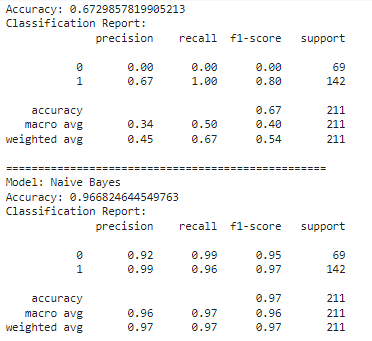 Accuracy: 0.6729857819905213
Classification Report:
precision recall f1-score support
0 0.00 0.00 0.00 69
1 0.67 1.00 0.80 142
accuracy 0.67 211
macro avg 0.34 0.50 0.40 211
weighted avg 0.45 0.67 0.54 211
==================================================
Model: Naive Bayes
Accuracy: 0.966824644549763
Classification Report:
precision recall f1-score support
0 0.92 0.99 0.95 69
1 0.99 0.96 0.97 142
accuracy 0.97 211
macro avg 0.96 0.97 0.96 211
weighted avg 0.97 0.97 0.97 211